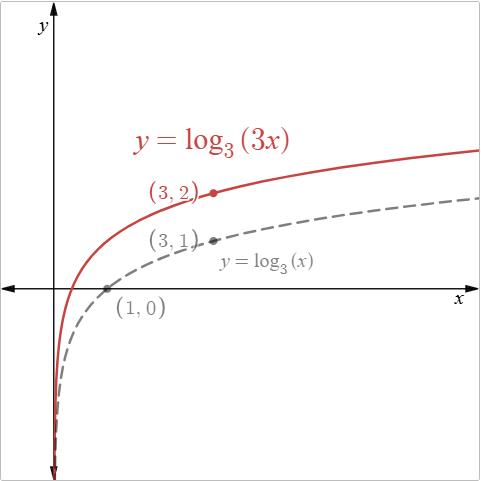 y
y = log₃ (3x)
(3, 2)
(3, 1)
y = log₃ (x)
x
(1, 0)